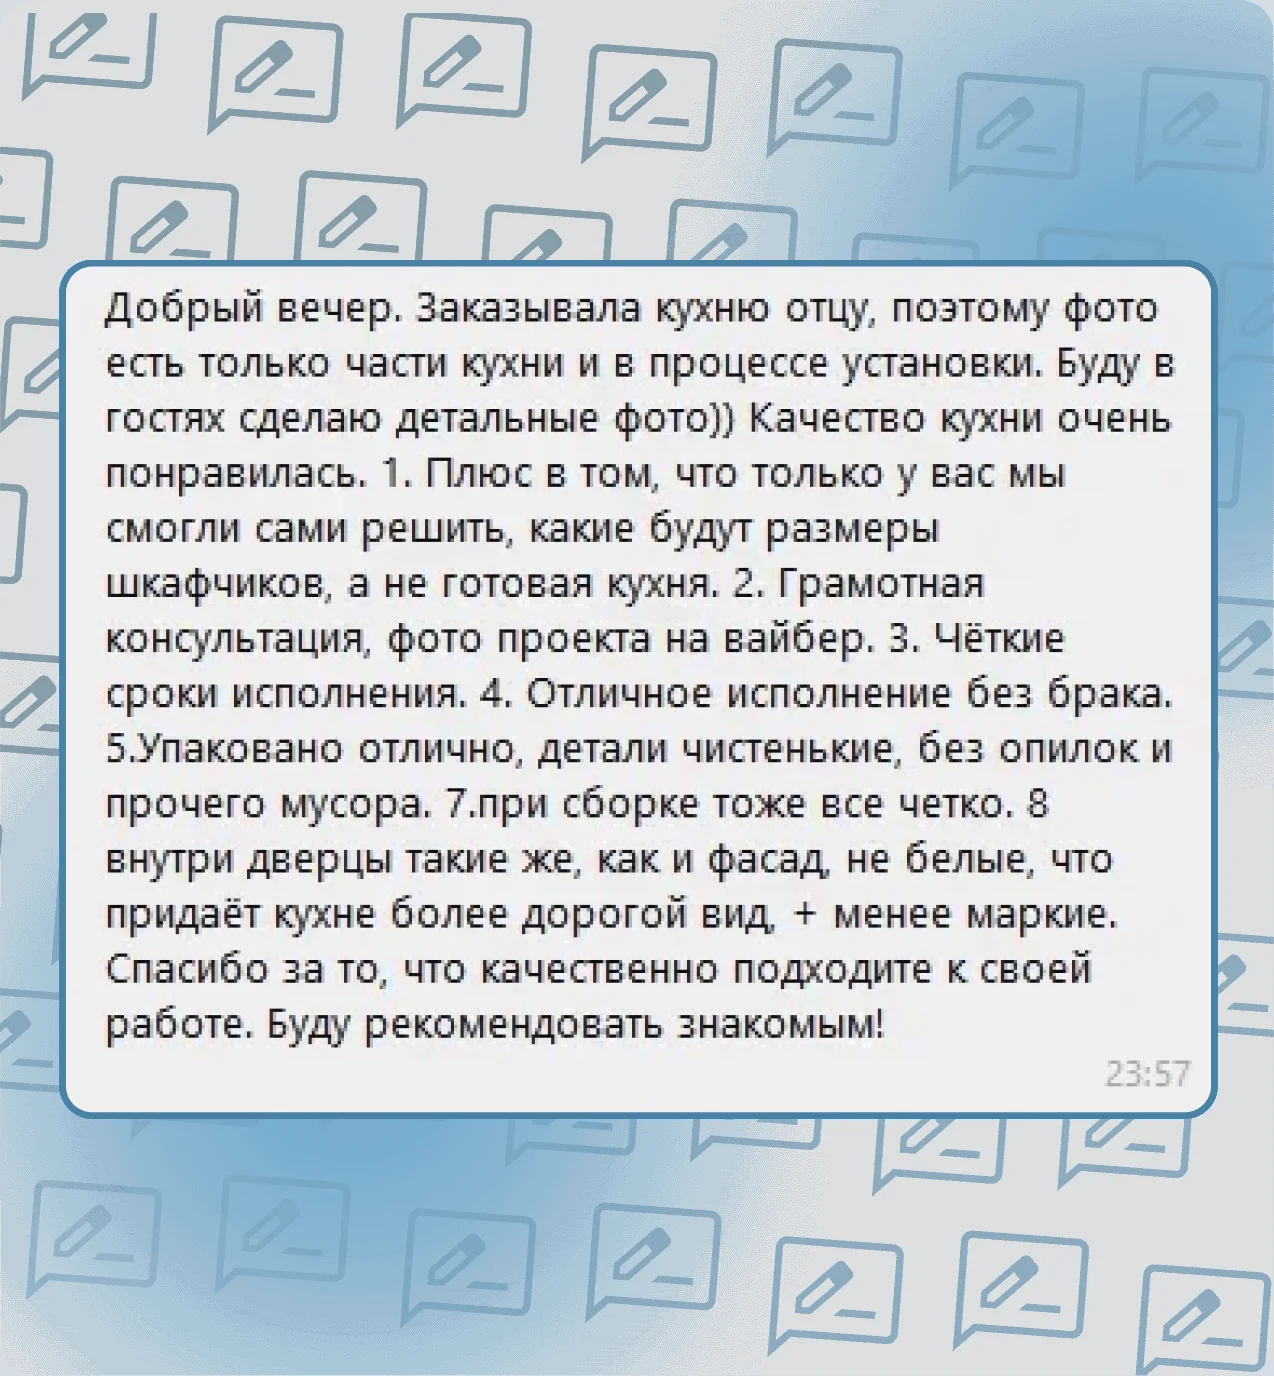 Добрый вечер. Заказывала кухню отцу, поэтому фото
есть только части кухни и в процессе установки. Буду в
гостях сделаю детальные фото)) Качество кухни очень
понравилась. 1. Плюс в том, что только у вас мы
смогли сами решить, какие будут размеры
шкафчиков, а не готовая кухня. 2. Грамотная
консультация, фото проекта на вайбер. 3. Чёткие
сроки исполнения. 4. Отличное исполнение без брака.
5.Упаковано отлично, детали чистенькие, без опилок и
прочего мусора. 7.при сборке тоже все четко. 8
внутри дверцы такие же, как и фасад, не белые, что
придаёт кухне более дорогой вид, + менее маркие.
Спасибо за то, что качественно подходите к своей
работе. Буду рекомендовать знакомым!
23:57